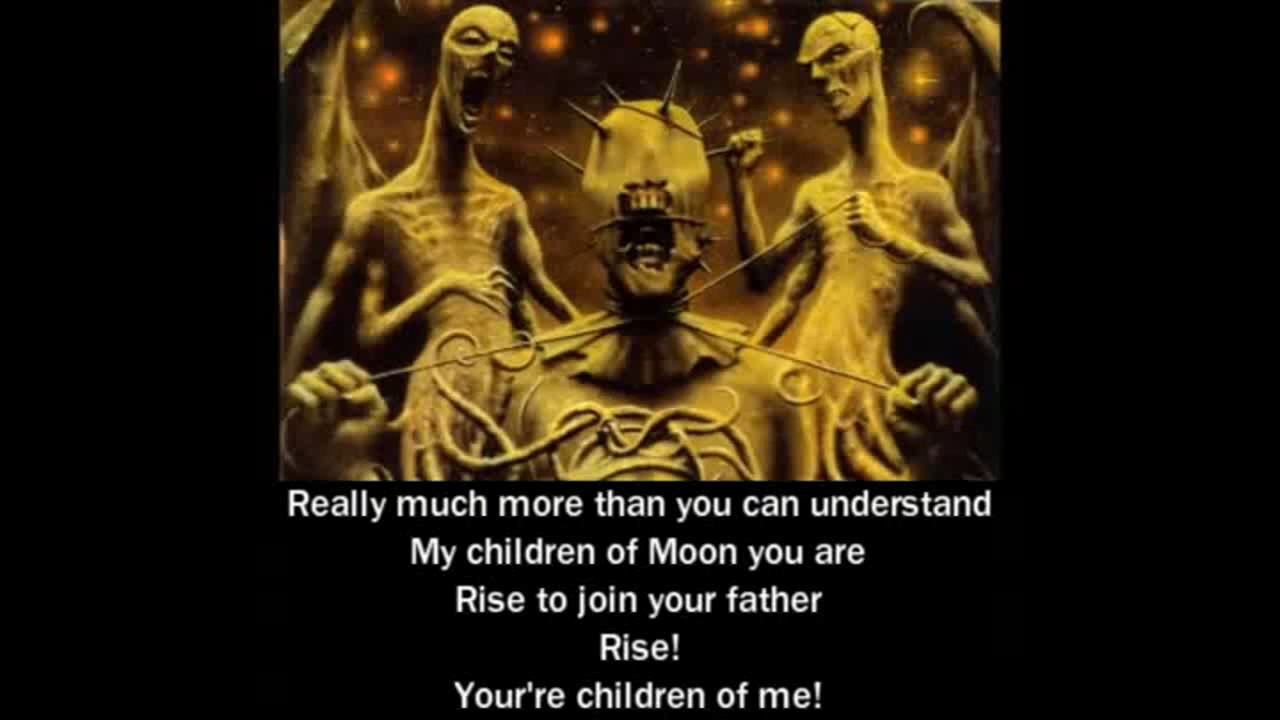 Really much more than you can understand
My children of Moon you are
Rise to join your father
Rise!
Your're children of me!